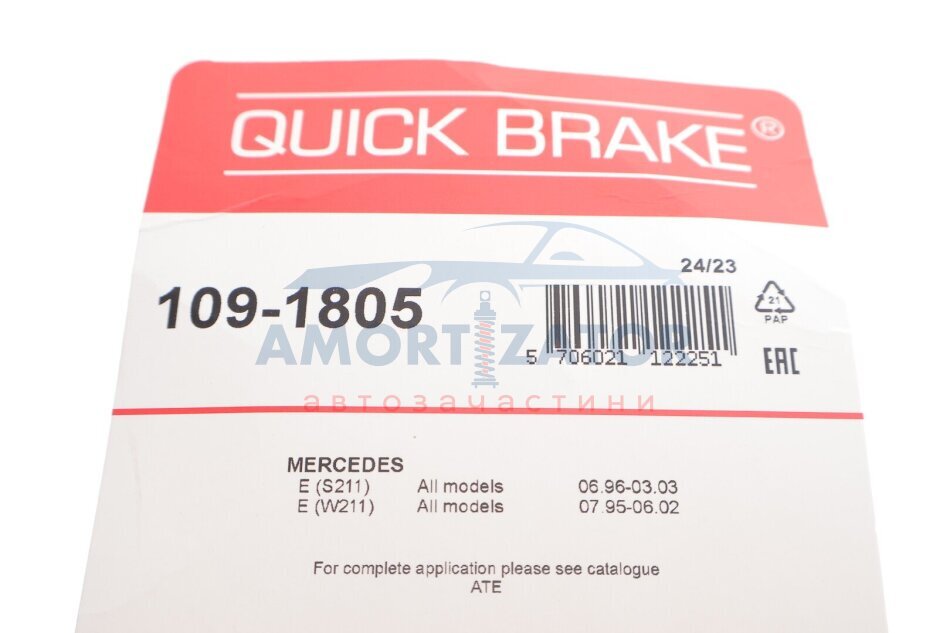 QUICK BRAKE®
24/23
109-1805
21
PAP
AMORTIZATOR
5 706021 122251
EAC
автозачастини
MERCEDES
E (S211) All models 06.96-03.03
E (W211) All models 07.95-06.02
For complete application please see catalogue
ATE